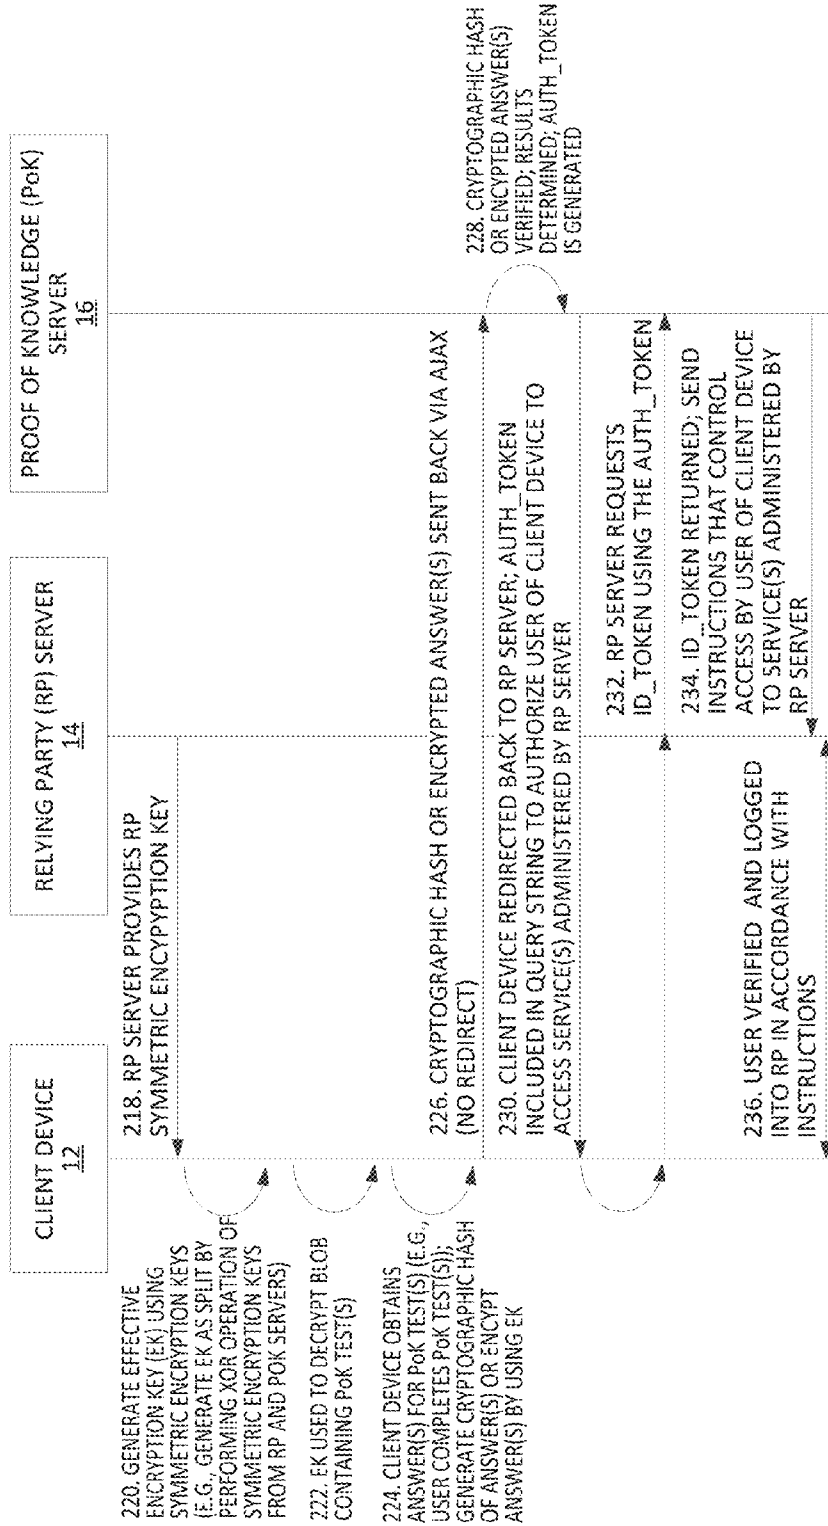 CLIENT DEVICE
12
RELYING PARTY (RP) SERVER
14
PROOF OF KNOWLEDGE (PoK)
SERVER
16
218. RP SERVER PROVIDES RP
SYMMETRIC ENCYPYPTION KEY
220. GENERATE EFFECTIVE
ENCRYPTION KEY (EK) USING
SYMMETRIC ENCRYPTION KEYS
(E.G., GENERATE EK AS SPLIT BY
PERFORMING XOR OPERATION OF
SYMMETRIC ENCRYPTION KEYS
FROM RP AND POK SERVERS)
222. EK USED TO DECRYPT BLOB
CONTAINING PoK TEST(S)
224. CLIENT DEVICE OBTAINS
ANSWER(S) FOR PoK TEST(S) (E.G.,
USER COMPLETES PoK TEST(S));
GENERATE CRYPTOGRAPHIC HASH
OF ANSWER(S) OR ENCYPT
ANSWER(S) BY USING EK
226. CRYPTOGRAPHIC HASH OR ENCRYPTED ANSWER(S) SENT BACK VIA AJAX
(NO REDIRECT)
228. CRYPTOGRAPHIC HASH
OR ENCYPTED ANSWER(S)
VERIFIED; RESULTS
DETERMINED; AUTH_TOKEN
IS GENERATED
230. CLIENT DEVICE REDIRECTED BACK TO RP SERVER; AUTH_TOKEN
INCLUDED IN QUERY STRING TO AUTHORIZE USER OF CLIENT DEVICE TO
ACCESS SERVICE(S) ADMINISTERED BY RP SERVER
232. RP SERVER REQUESTS
ID_TOKEN USING THE AUTH_TOKEN
234. ID_TOKEN RETURNED; SEND
INSTRUCTIONS THAT CONTROL
ACCESS BY USER OF CLIENT DEVICE
TO SERVICE(S) ADMINISTERED BY
RP SERVER
236. USER VERIFIED AND LOGGED
INTO RP IN ACCORDANCE WITH
INSTRUCTIONS